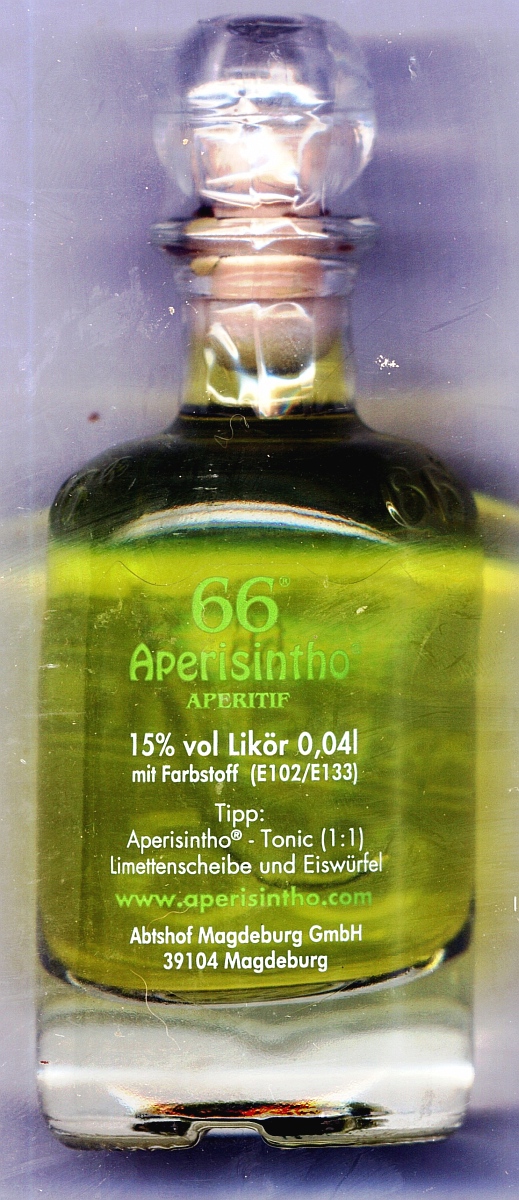 66
66®
Aperisintho®
APERITIF
15% vol Likör 0,04l
mit Farbstoff (E102/E133)
Tipp:
Aperisintho® - Tonic (1:1)
Limettenscheibe und Eiswürfel
www.aperisintho.com
Abtshof Magdeburg GmbH
39104 Magdeburg